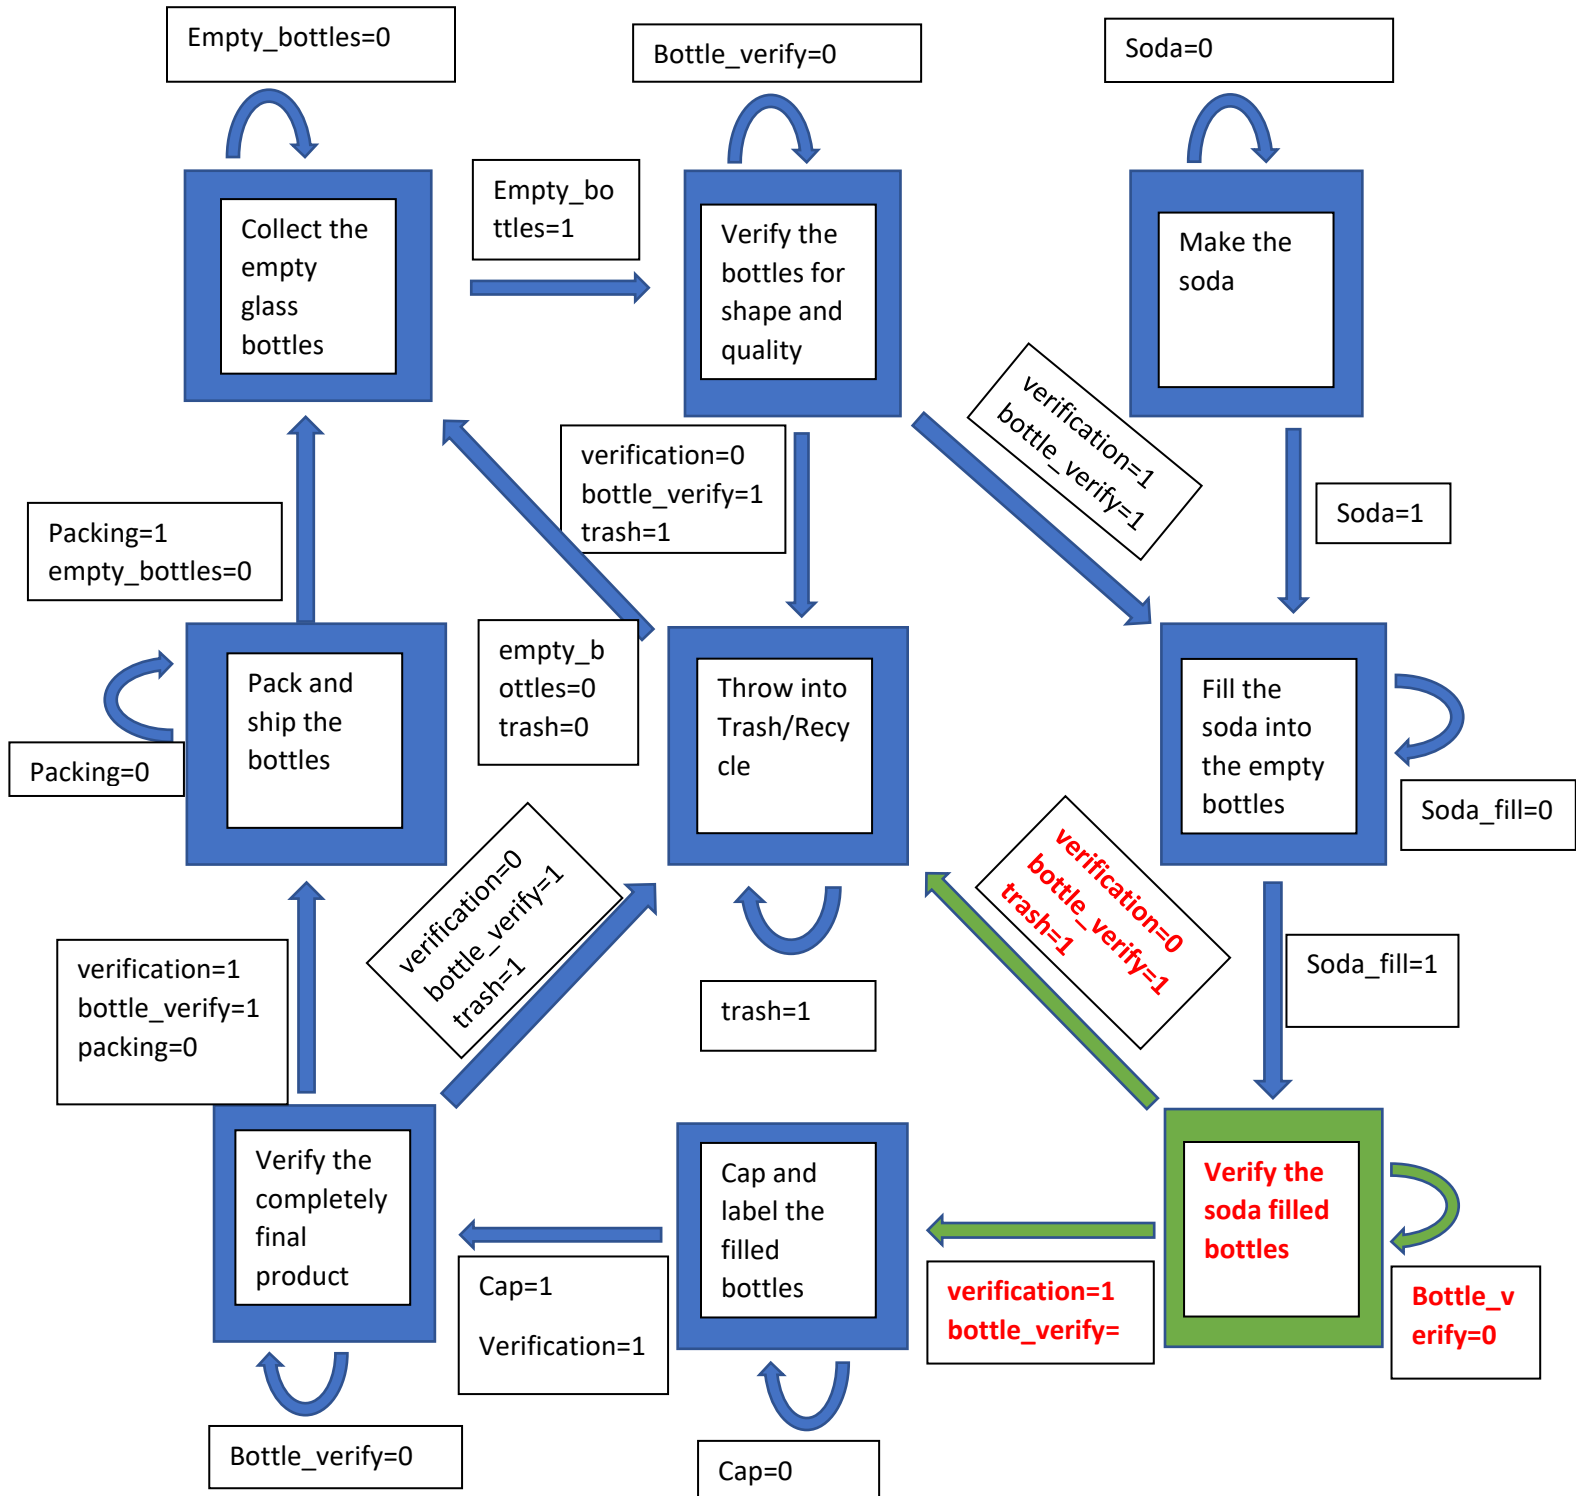 Empty_bottles=0
Bottle_verify=0
Soda=0
Collect the
empty
glass
bottles
Empty_bo
ttles=1
Verify the
bottles for
shape and
quality
Make the
soda
verification=1
bottle_verify=1
verification=0
bottle_verify=1
trash=1
Soda=1
Packing=1
empty_bottles=0
Pack and
ship the
bottles
Packing=0
empty_b
ottles=0
trash=0
Throw into
Trash/Recy
cle
Fill the
soda into
the empty
bottles
Soda_fill=0
verification=0
bottle_verify=1
trash=1
verification=0
bottle_verify=1
trash=1
Soda_fill=1
verification=1
bottle_verify=1
packing=0
trash=1
Verify the
completely
final
product
Cap=1
Verification=1
Cap and
label the
filled
bottles
verification=1
bottle_verify=
Verify the
soda filled
bottles
Bottle_v
erify=0
Bottle_verify=0
Cap=0